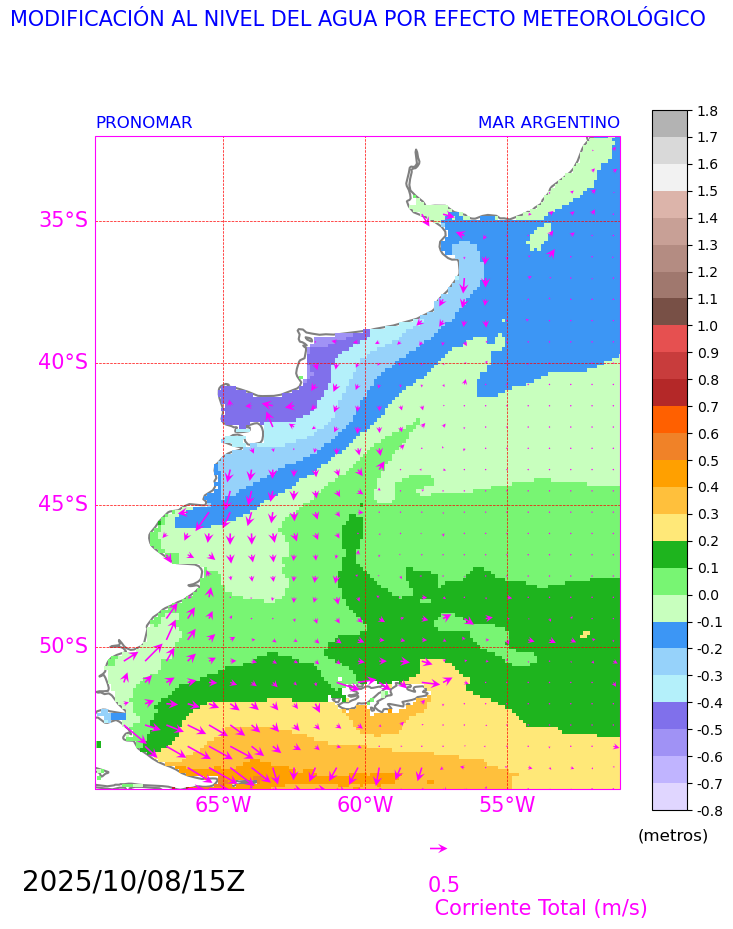 MODIFICACIÓN AL NIVEL DEL AGUA POR EFECTO METEOROLÓGICO
PRONOMAR
MAR ARGENTINO
35°S
40°S
45°S
50°S
65°W
60°W
55°W
1.8
1.7
1.6
1.5
1.4
1.3
1.2
1.1
1.0
0.9
0.8
0.7
0.6
0.5
0.4
0.3
0.2
0.1
0.0
-0.1
-0.2
-0.3
-0.4
-0.5
-0.6
-0.7
-0.8
(metros)
2025/10/08/15Z
0.5
Corriente Total (m/s)